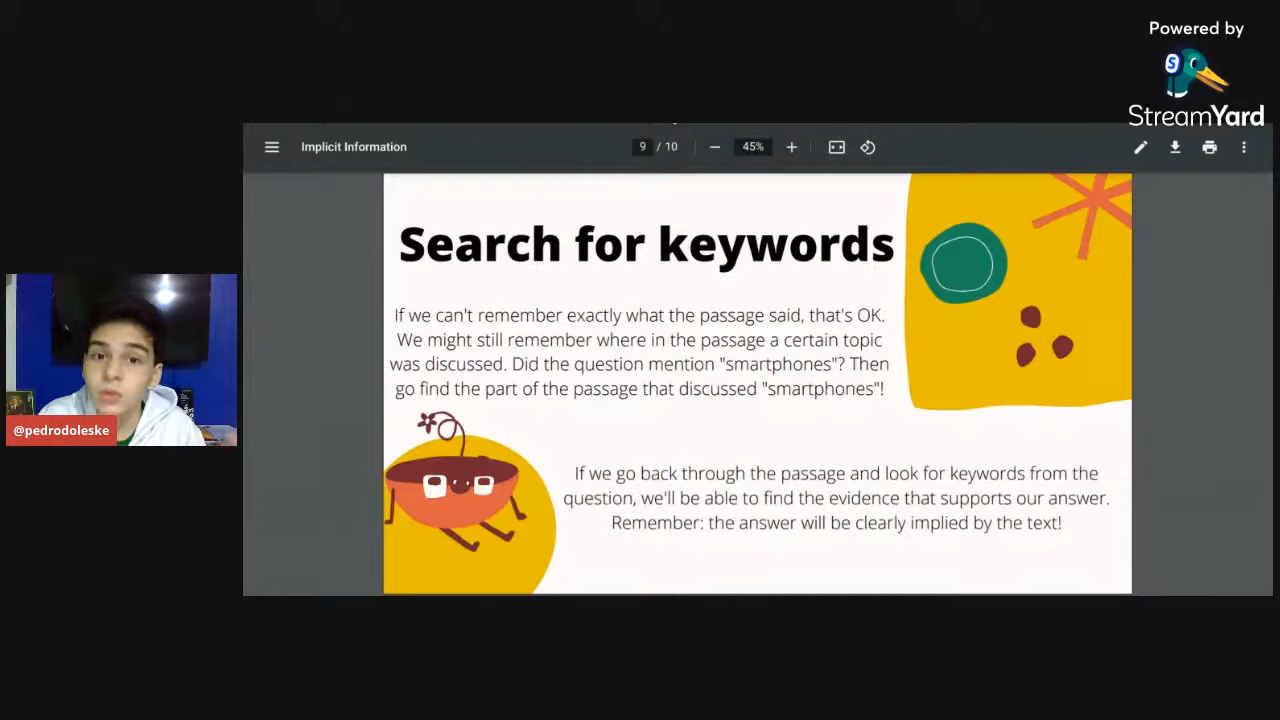 Powered by
S
StreamYard
Implicit Information
9 / 10
45%
Search for keywords
If we can't remember exactly what the passage said, that's OK.
We might still remember where in the passage a certain topic
was discussed. Did the question mention "smartphones"? Then
go find the part of the passage that discussed "smartphones"!
If we go back through the passage and look for keywords from the
question, we'll be able to find the evidence that supports our answer.
Remember: the answer will be clearly implied by the text!
@pedrodoleske